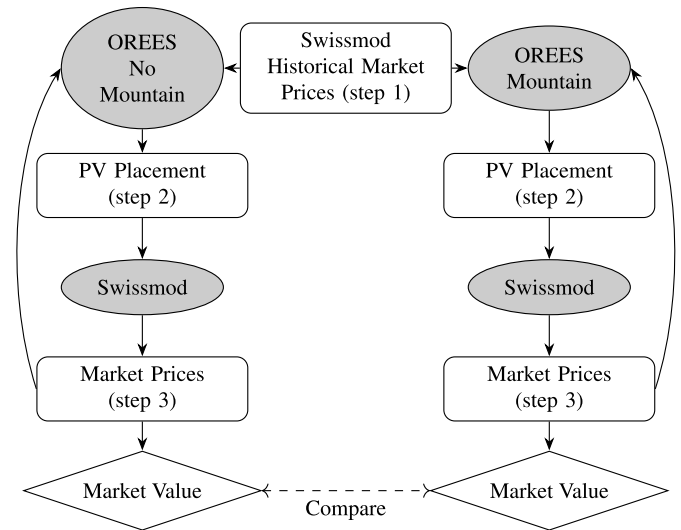 OREES
No
Mountain
Swissmod
Historical Market
Prices (step 1)
OREES
Mountain
PV Placement
(step 2)
PV Placement
(step 2)
Swissmod
Swissmod
Market Prices
(step 3)
Market Prices
(step 3)
Market Value
Compare
Market Value